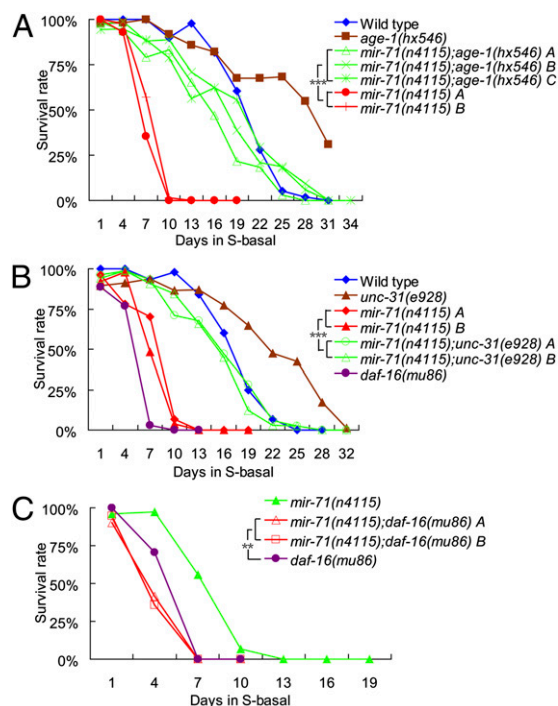 A
Survival rate
100%
75%
50%
25%
0%
1 4 7 10 13 16 19 22 25 28 31 34
Days in S-basal
Wild type
age-1(hx546)
mir-71(n4115);age-1(hx546) A
mir-71(n4115);age-1(hx546) B
mir-71(n4115);age-1(hx546) C
mir-71(n4115) A
mir-71(n4115) B
***
B
Survival rate
100%
75%
50%
25%
0%
1 4 7 10 13 16 19 22 25 28 32
Days in S-basal
Wild type
unc-31(e928)
mir-71(n4115) A
mir-71(n4115) B
mir-71(n4115);unc-31(e928) A
mir-71(n4115);unc-31(e928) B
daf-16(mu86)
***
C
Survival rate
100%
75%
50%
25%
0%
1 4 7 10 13 16 19
Days in S-basal
mir-71(n4115)
mir-71(n4115);daf-16(mu86) A
mir-71(n4115);daf-16(mu86) B
daf-16(mu86)
**